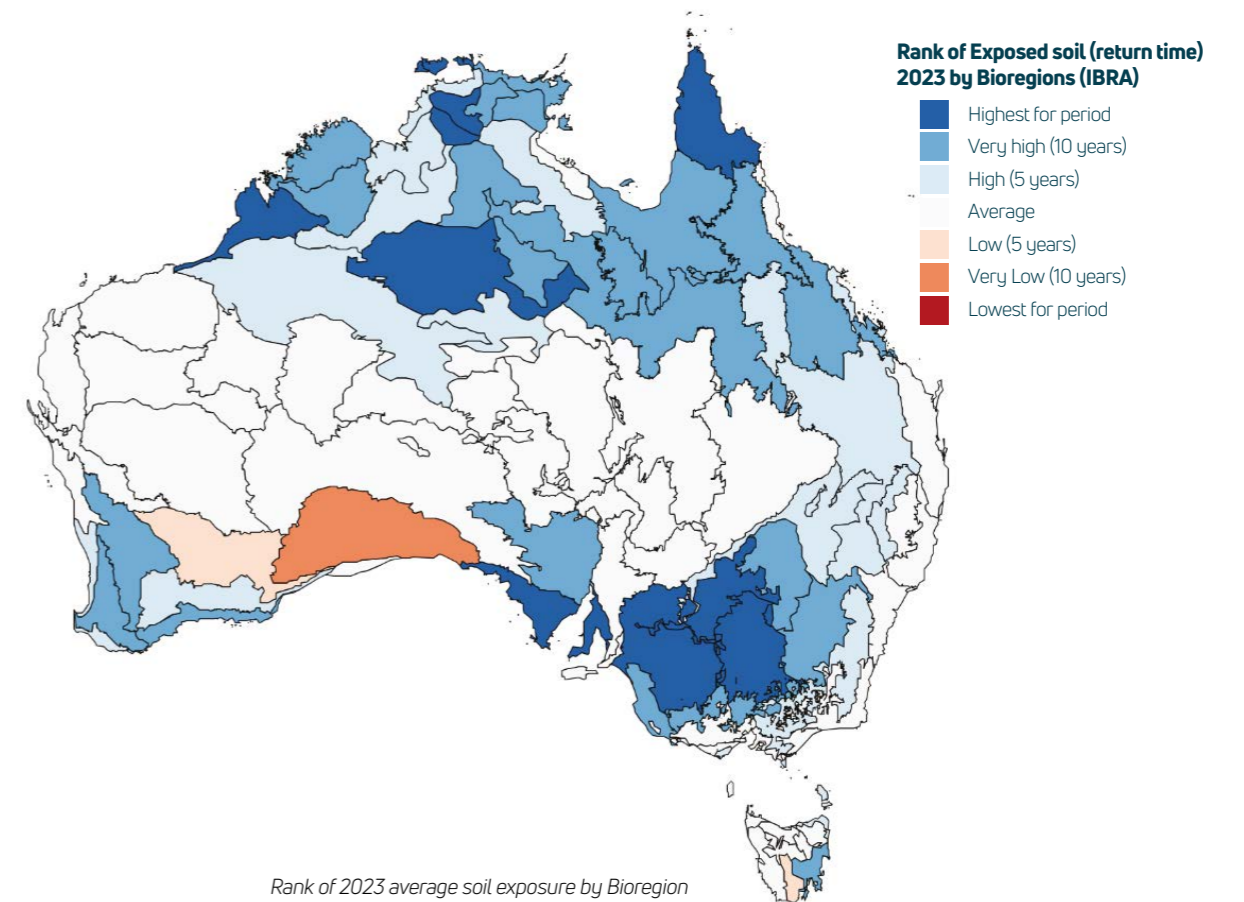 Rank of Exposed soil (return time)
2023 by Bioregions (IBRA)
Highest for period
Very high (10 years)
High (5 years)
Average
Low (5 years)
Very Low (10 years)
Lowest for period
Rank of 2023 average soil exposure by Bioregion